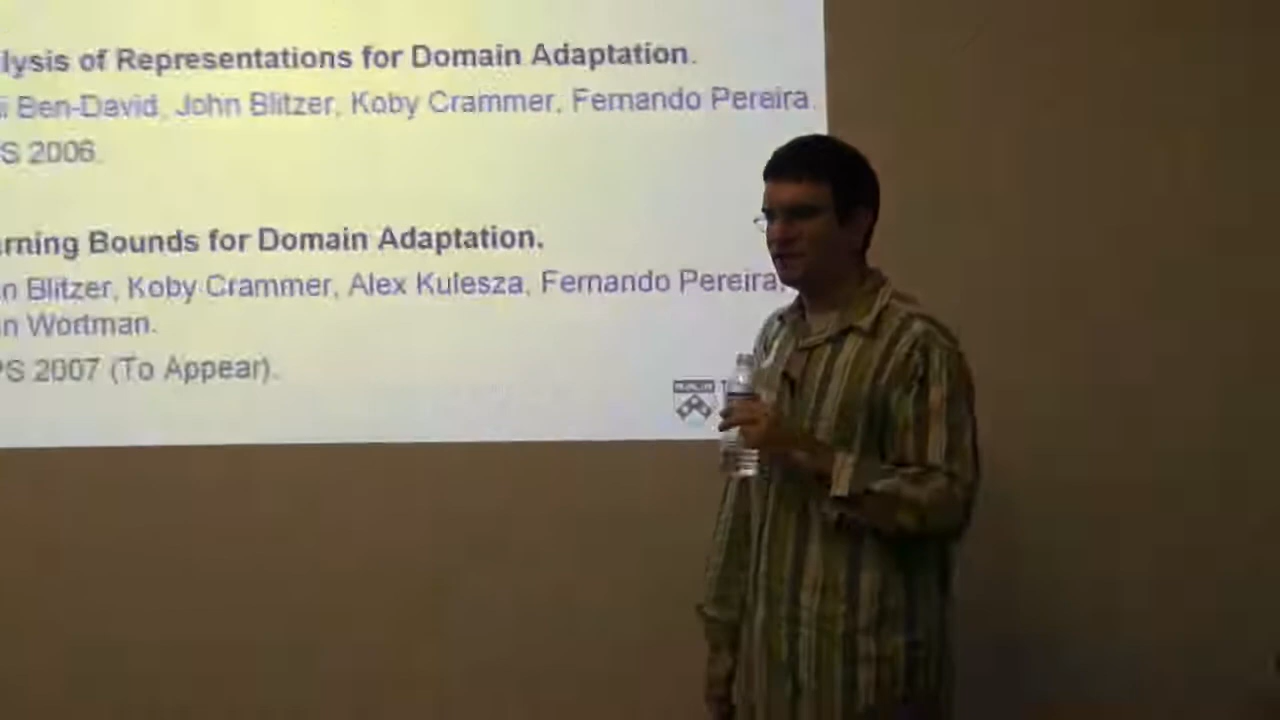 lysis of Representations for Domain Adaptation.
i Ben-David, John Blitzer, Koby Crammer, Fernando Pereira.
S 2006.
rning Bounds for Domain Adaptation.
n Blitzer, Koby Crammer, Alex Kulesza, Fernando Pereira,
n Wortman.
PS 2007 (To Appear).